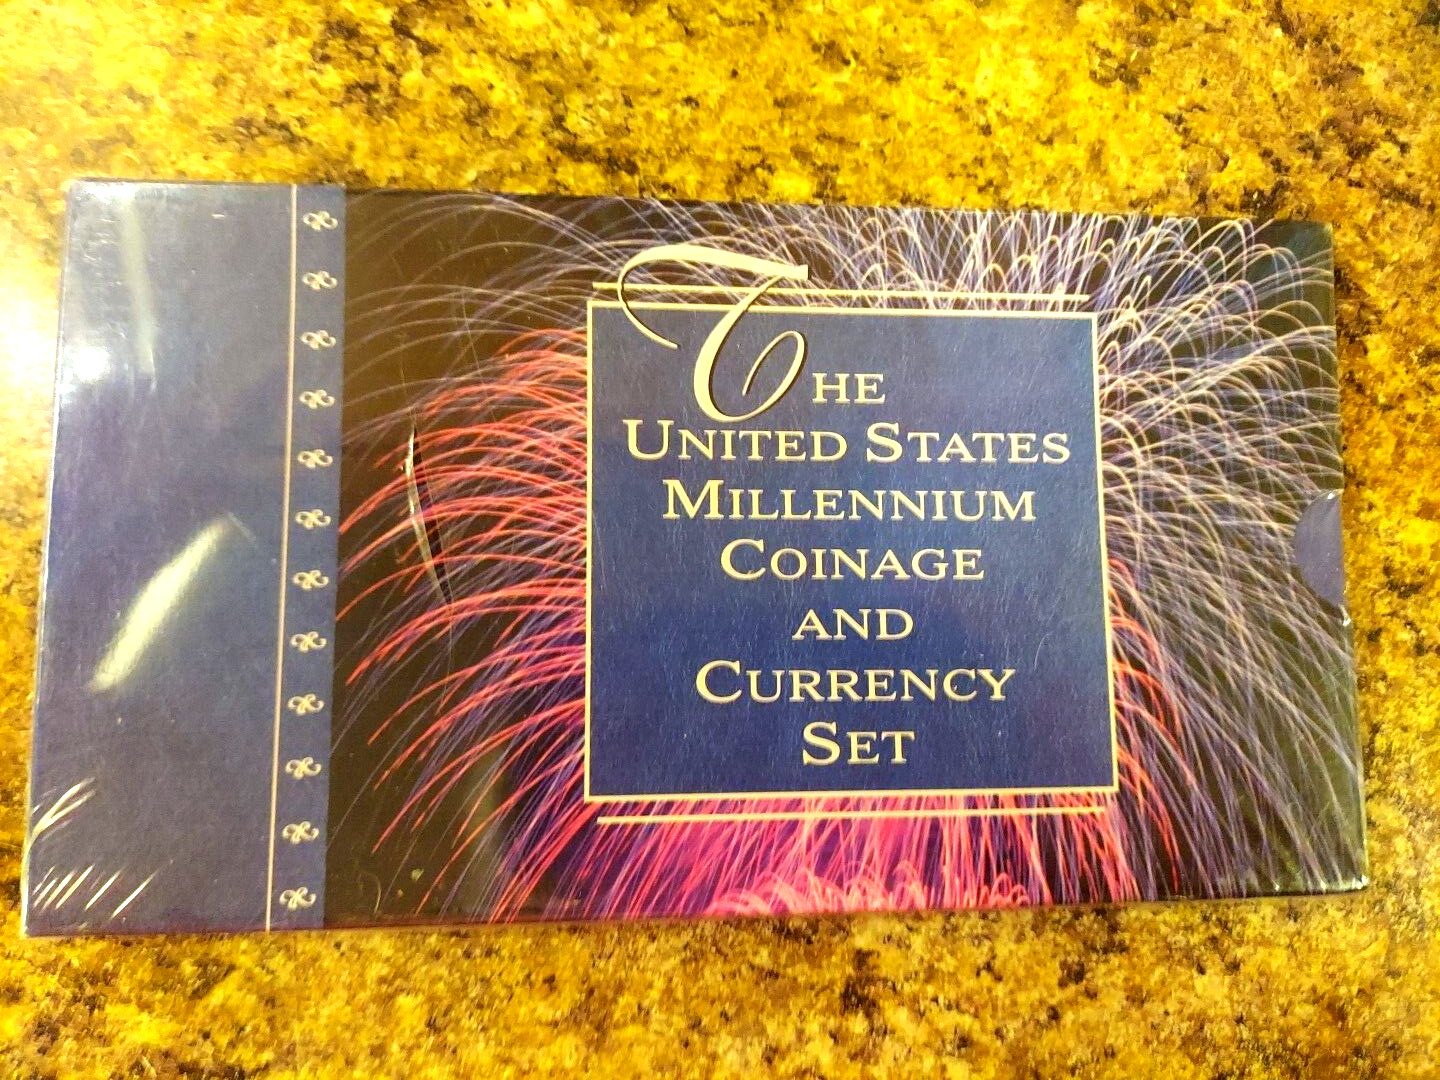 The
United States
Millennium
Coinage
and
Currency
Set